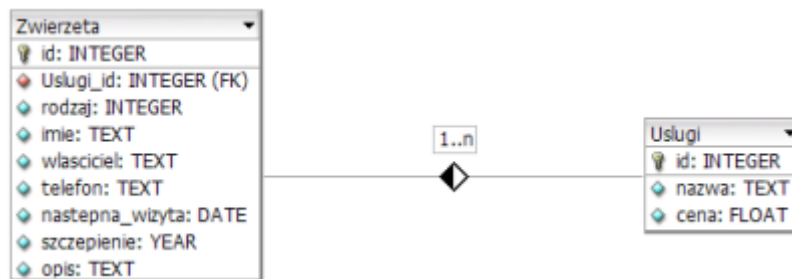 Zwierzeta
id: INTEGER
Uslugi_id: INTEGER (FK)
rodzaj: INTEGER
imie: TEXT
wlasciciel: TEXT
telefon: TEXT
nastepna_wizyta: DATE
szczepienie: YEAR
opis: TEXT
1..n
Uslugi
id: INTEGER
nazwa: TEXT
cena: FLOAT